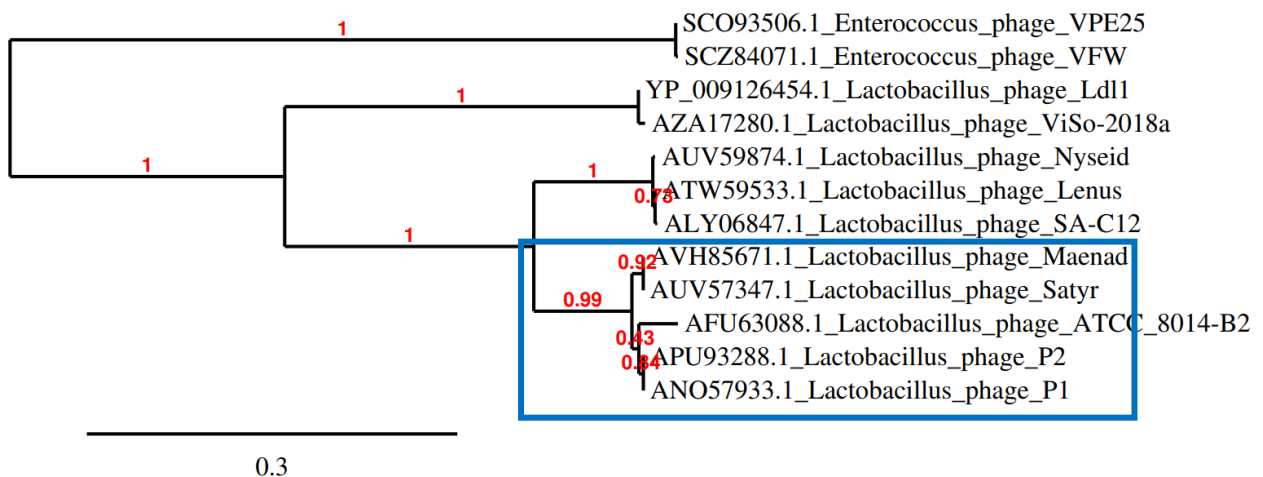 1
SCO93506.1_Enterococcus_phage_VPE25
SCZ84071.1_Enterococcus_phage_VFW
1
YP_009126454.1_Lactobacillus_phage_Ldl1
AZA17280.1_Lactobacillus_phage_ViSo-2018a
1
AUV59874.1_Lactobacillus_phage_Nyseid
1
0.73
ATW59533.1_Lactobacillus_phage_Lenus
ALY06847.1_Lactobacillus_phage_SA-C12
1
0.92
AVH85671.1_Lactobacillus_phage_Maenad
AUV57347.1_Lactobacillus_phage_Satyr
0.99
AFU63088.1_Lactobacillus_phage_ATCC_8014-B2
0.43
0.84
APU93288.1_Lactobacillus_phage_P2
ANO57933.1_Lactobacillus_phage_P1
0.3